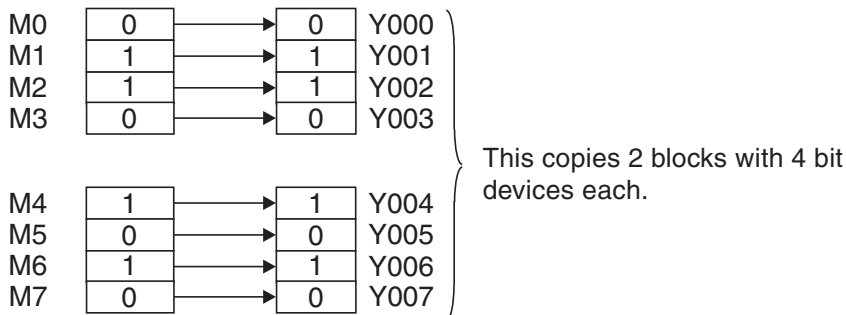 M0 0 0 Y000
M1 1 1 Y001
M2 1 1 Y002
M3 0 0 Y003
This copies 2 blocks with 4 bit
devices each.
M4 1 1 Y004
M5 0 0 Y005
M6 1 1 Y006
M7 0 0 Y007